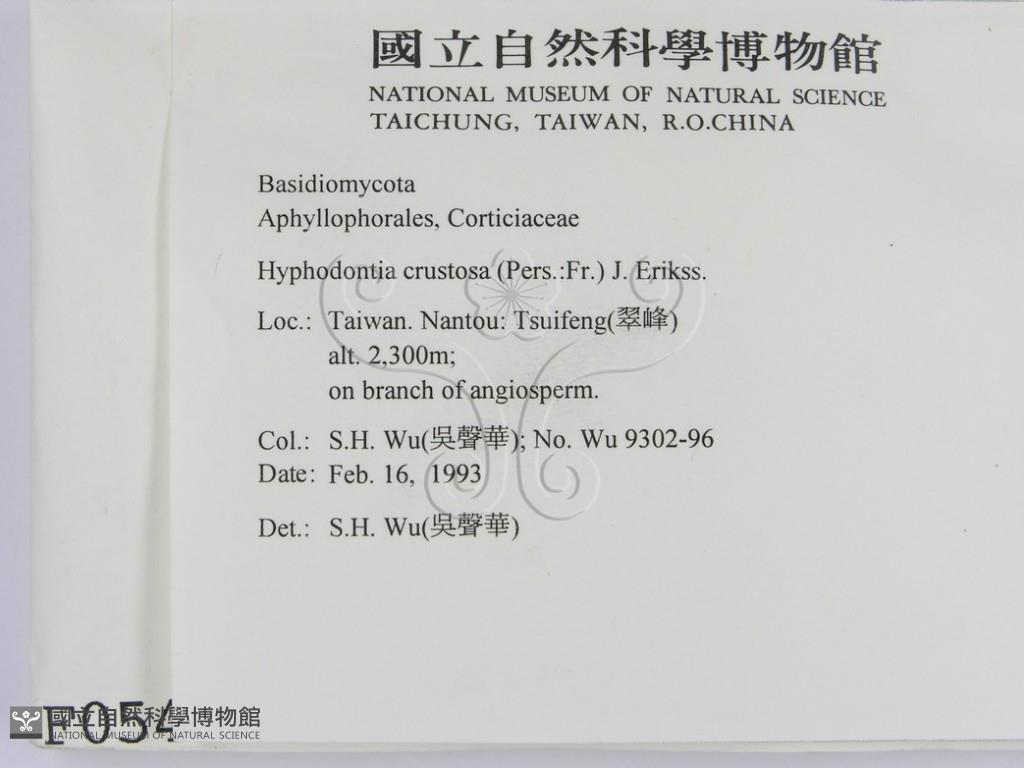 國立自然科學博物館
NATIONAL MUSEUM OF NATURAL SCIENCE
TAICHUNG, TAIWAN, R.O.CHINA
Basidiomycota
Aphyllophorales, Corticiaceae
Hyphodontia crustosa (Pers.:Fr.) J. Erikss.
Loc.: Taiwan. Nantou: Tsuifeng(翠峰)
alt. 2,300m;
on branch of angiosperm.
Col.: S.H. Wu(吳聲華); No. Wu 9302-96
Date: Feb. 16, 1993
Det.: S.H. Wu(吳聲華)
F054
國立自然科學博物館
NATIONAL MUSEUM OF NATURAL SCIENCE